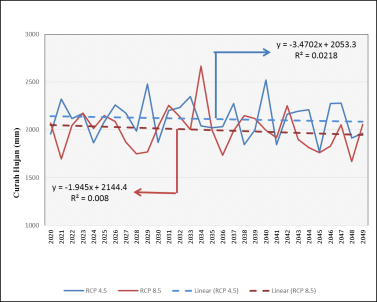 y = -3.4702x + 2053.3
R² = 0.0218
3000
2500
2000
1500
1000
Curah Hujan (mm)
y = -1.945x + 2144.4
R² = 0.008
2020 2021 2022 2023 2024 2025 2026 2027 2028 2029 2030 2031 2032 2033 2034 2035 2036 2037 2038 2039 2040 2041 2042 2043 2044 2045 2046 2047 2048 2049
RCP 4.5 RCP 8.5 Linear (RCP 4.5) Linear (RCP 8.5)